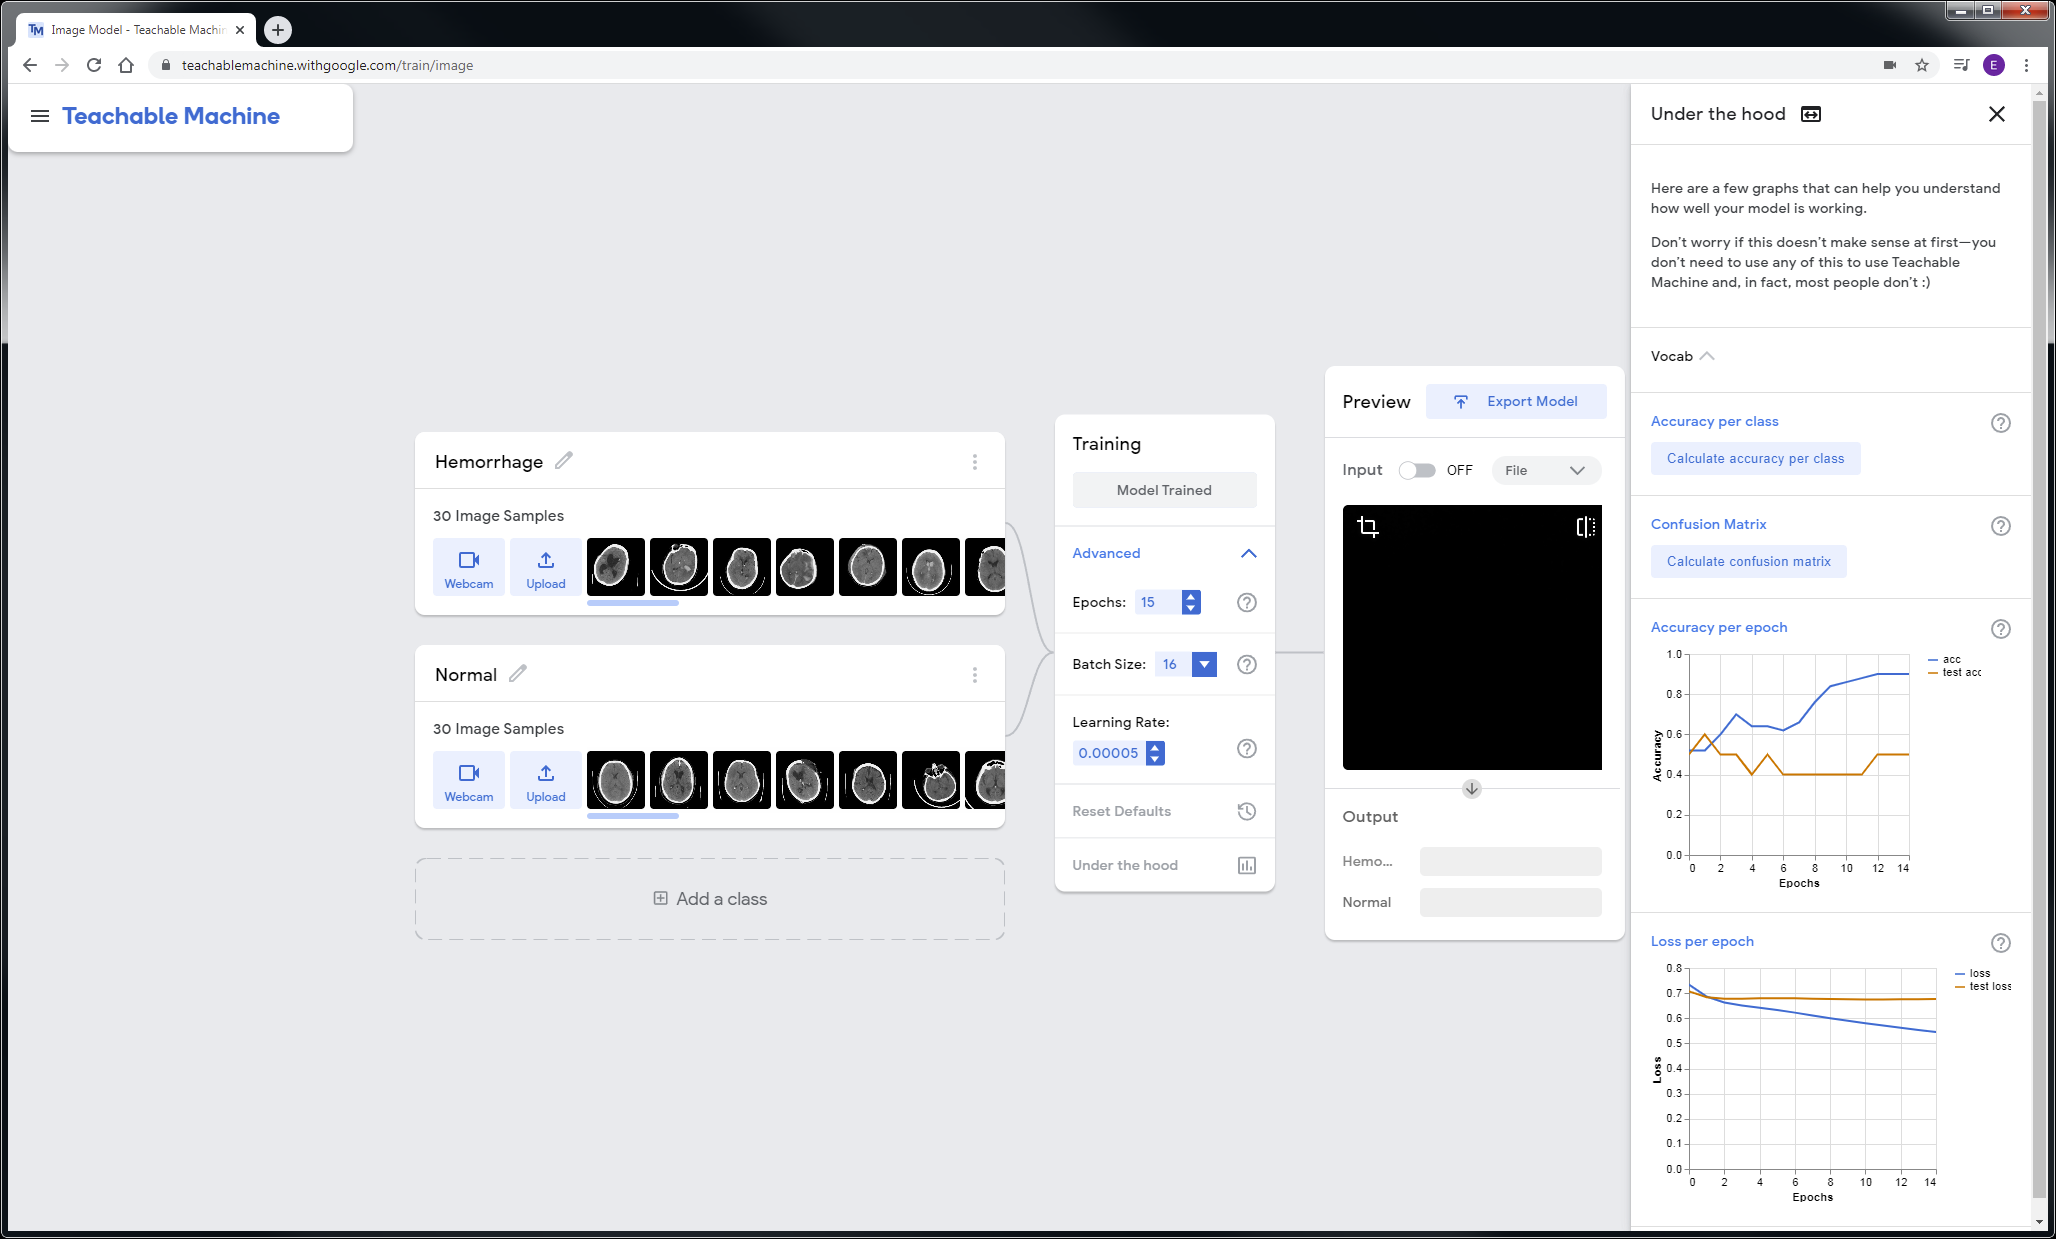 Image Model - Teachable Machin
teachablemachine.withgoogle.com/train/image
E
Teachable Machine
Hemorrhage
30 Image Samples
Webcam
Upload
Normal
30 Image Samples
Webcam
Upload
Add a class
Training
Model Trained
Advanced
Epochs: 15
Batch Size: 16
Learning Rate:
0.00005
Reset Defaults
Under the hood
Preview
Export Model
Input OFF File
Output
Hemo...
Normal
Under the hood
Here are a few graphs that can help you understand
how well your model is working.
Don't worry if this doesn't make sense at first—you
don't need to use any of this to use Teachable
Machine and, in fact, most people don't :)
Vocab
Accuracy per class
Calculate accuracy per class
Confusion Matrix
Calculate confusion matrix
Accuracy per epoch
1.0
0.8
0.6
0.4
0.2
0.0
Accuracy
0 2 4 6 8 10 12 14
Epochs
acc
test acc
Loss per epoch
0.8
0.7
0.6
0.5
0.4
0.3
0.2
0.1
0.0
Loss
0 2 4 6 8 10 12 14
Epochs
loss
test loss